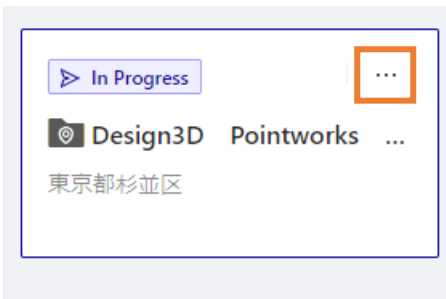 In Progress
...
Design3D Pointworks ...
東京都杉並区